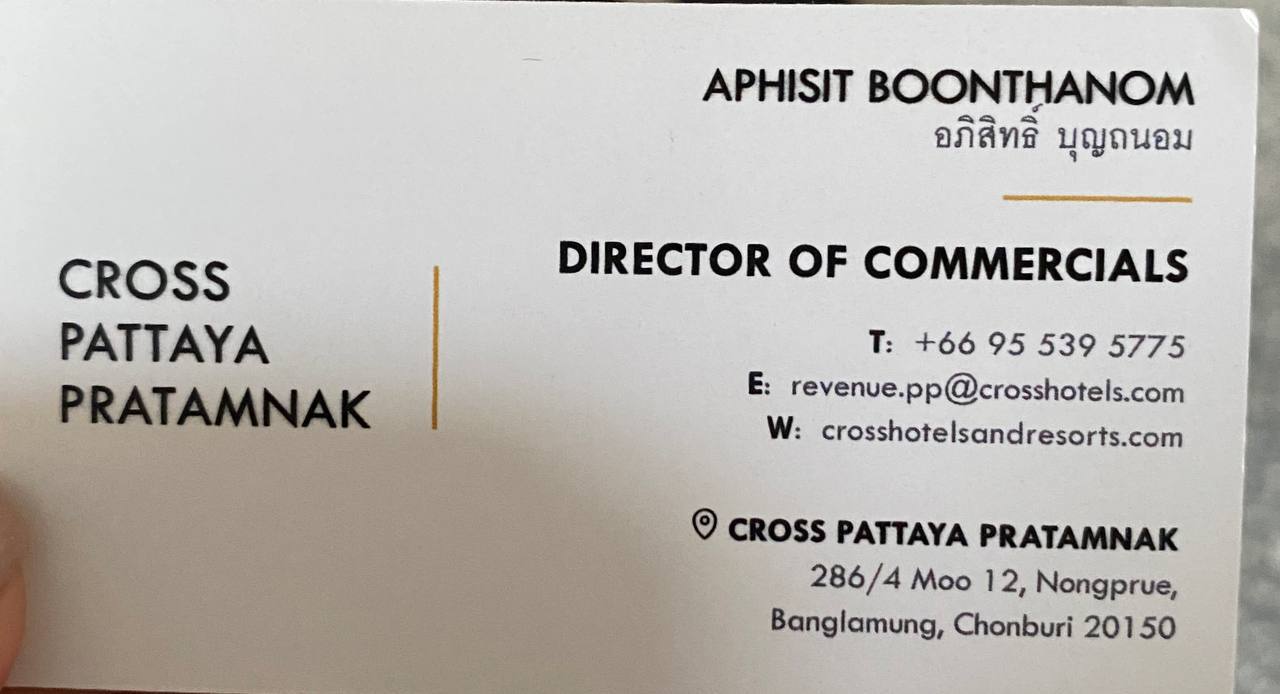 CROSS
PATTAYA
PRATAMNAK
APHISIT BOONTHANOM
อภิสิทธิ์ บุญถนอม
DIRECTOR OF COMMERCIALS
T: +66 95 539 5775
E: revenue.pp@crosshotels.com
W: crosshotelsandresorts.com
CROSS PATTAYA PRATAMNAK
286/4 Moo 12, Nongprue,
Banglamung, Chonburi 20150